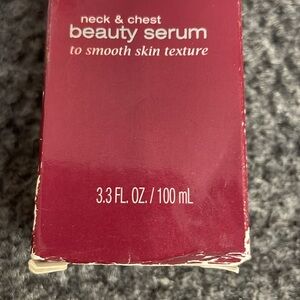 neck & chest
beauty serum
to smooth skin texture
3.3 FL. OZ. / 100 mL